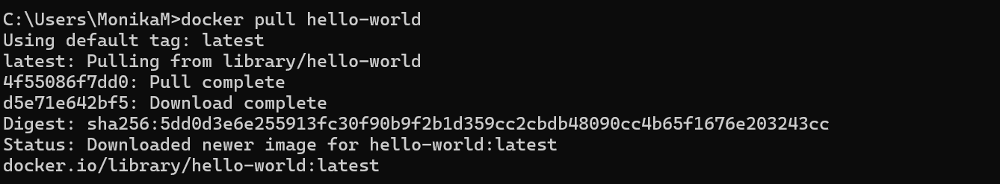 C:\Users\MonikaM>docker pull hello-world
Using default tag: latest
latest: Pulling from library/hello-world
4f55086f7dd0: Pull complete
d5e71e642bf5: Download complete
Digest: sha256:5dd0d3e6e255913fc30f90b9f2b1d359cc2cbdb48090cc4b65f1676e203243cc
Status: Downloaded newer image for hello-world:latest
docker.io/library/hello-world:latest